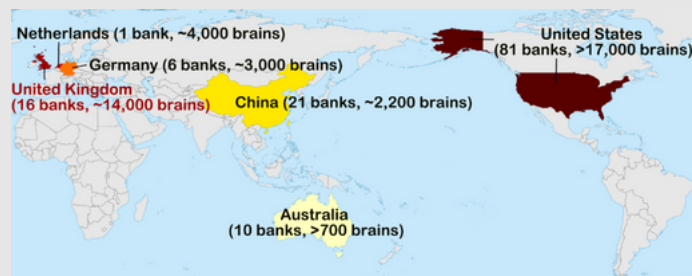 Netherlands (1 bank, ~4,000 brains)
Germany (6 banks, ~3,000 brains)
United Kingdom
(16 banks, ~14,000 brains)
China (21 banks, ~2,200 brains)
United States
(81 banks, >17,000 brains)
Australia
(10 banks, >700 brains)